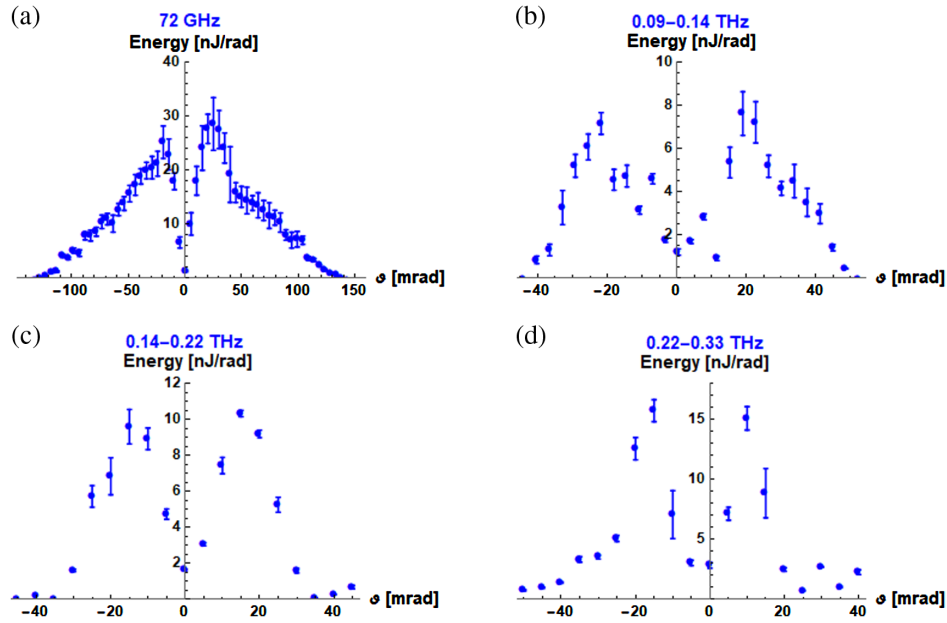 (a)
72 GHz
Energy [nJ/rad]
40
30
20
10
−100
−50
0
50
100
150
ϑ [mrad]
(b)
0.09−0.14 THz
Energy [nJ/rad]
10
8
6
4
2
−40
−20
0
20
40
ϑ [mrad]
(c)
0.14−0.22 THz
Energy [nJ/rad]
12
10
8
6
4
2
−40
−20
0
20
40
ϑ [mrad]
(d)
0.22−0.33 THz
Energy [nJ/rad]
15
10
5
−40
−20
0
20
40
ϑ [mrad]